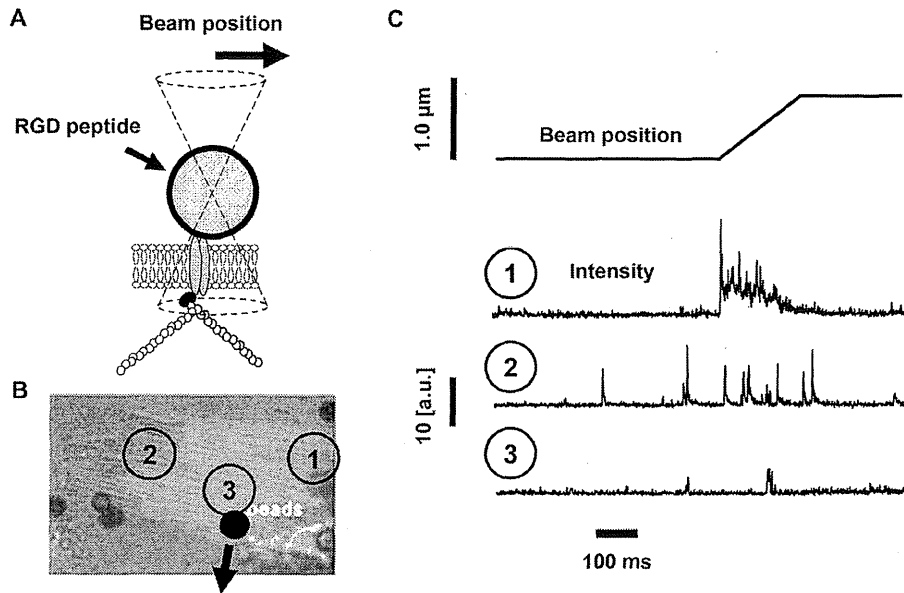 A
Beam position
RGD peptide
B
2
1
3
beads
C
1.0 µm
Beam position
1
Intensity
2
10 [a.u.]
3
100 ms